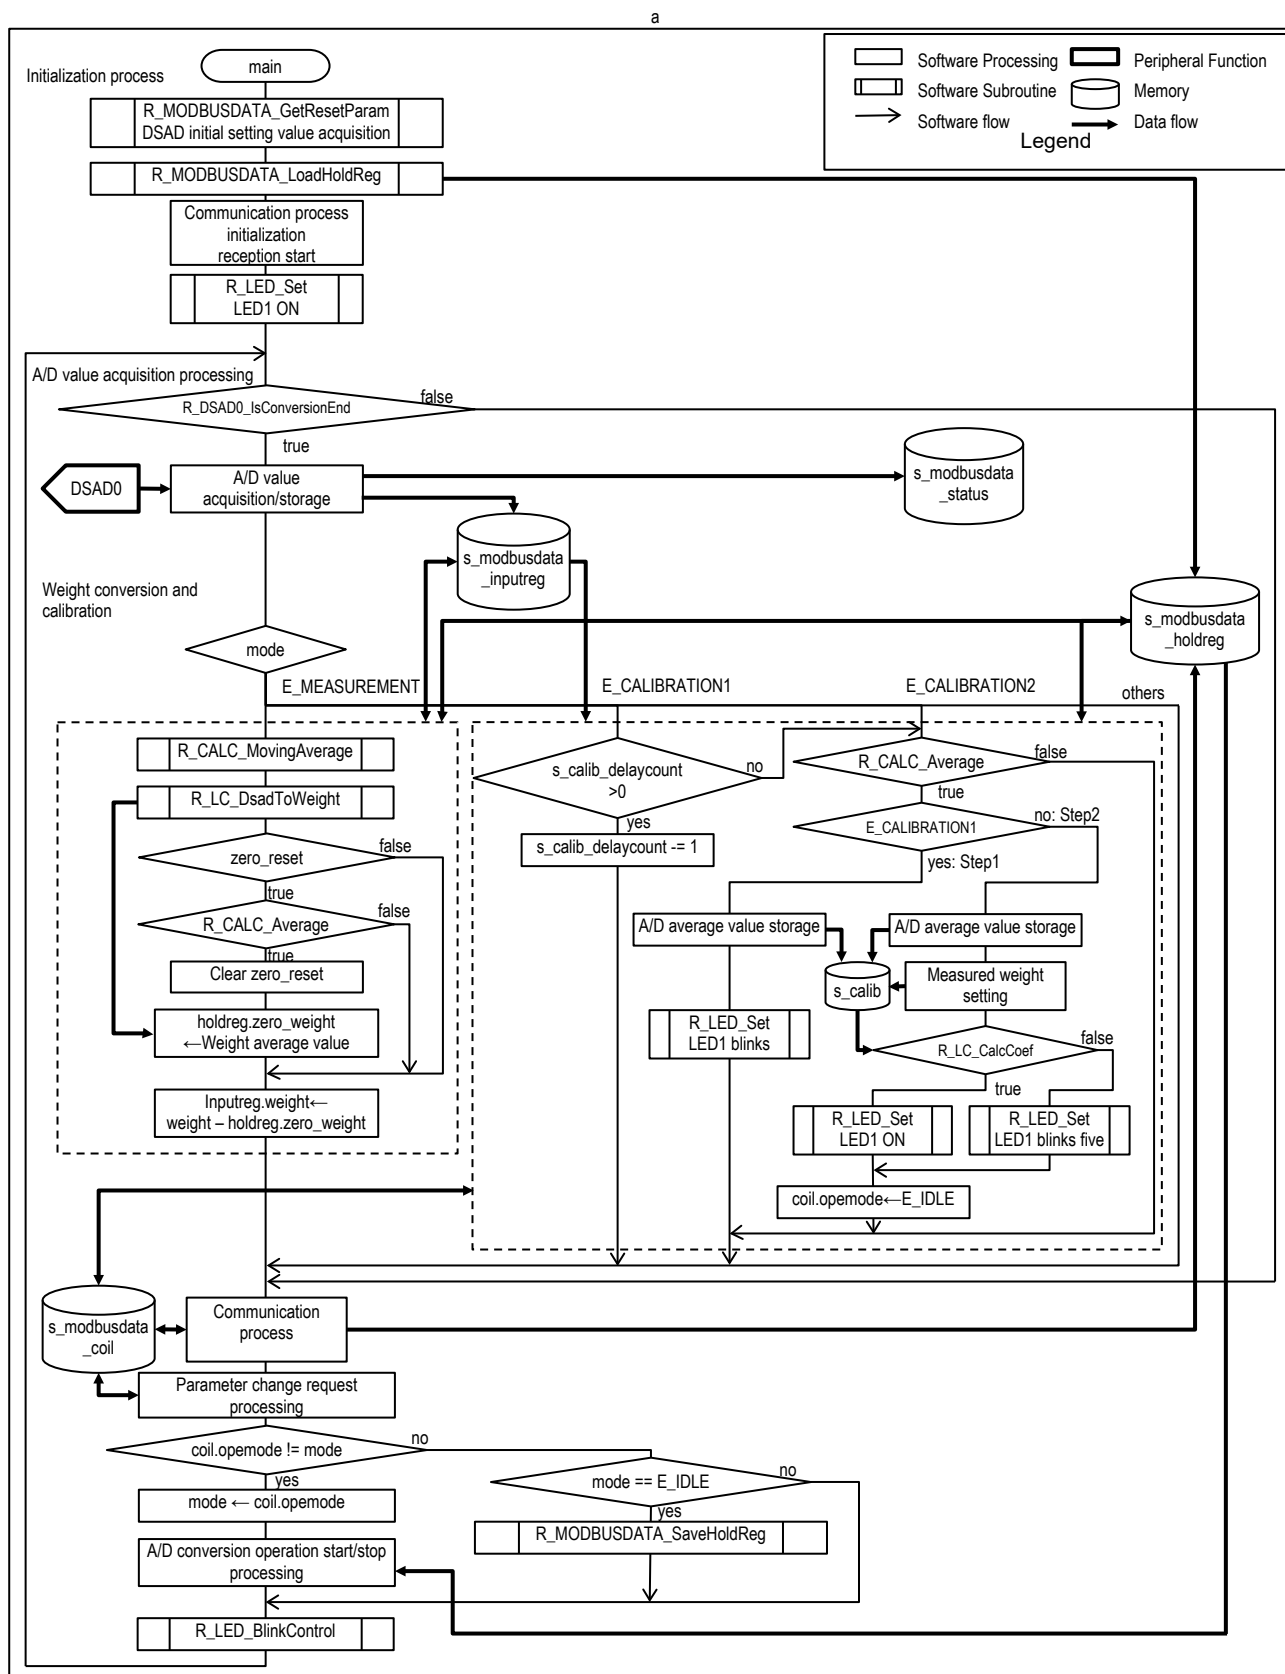 a
Software Processing
Peripheral Function
Software Subroutine
Memory
Software flow
Data flow
Legend
Initialization process
main
R_MODBUSDATA_GetResetParam
DSAD initial setting value acquisition
R_MODBUSDATA_LoadHoldReg
Communication process
initialization
reception start
R_LED_Set
LED1 ON
A/D value acquisition processing
R_DSAD0_IsConversionEnd
false
true
DSAD0
A/D value
acquisition/storage
s_modbusdata
_status
s_modbusdata
_inputreg
Weight conversion and
calibration
s_modbusdata
_holdreg
mode
E_MEASUREMENT
E_CALIBRATION1
E_CALIBRATION2
others
R_CALC_MovingAverage
R_LC_DsadToWeight
zero_reset
false
true
R_CALC_Average
false
true
Clear zero_reset
holdreg.zero_weight
←Weight average value
Inputreg.weight←
weight – holdreg.zero_weight
s_calib_delaycount
>0
no
yes
s_calib_delaycount -= 1
R_CALC_Average
false
true
E_CALIBRATION1
no: Step2
yes: Step1
A/D average value storage
A/D average value storage
s_calib
Measured weight
setting
R_LED_Set
LED1 blinks
R_LC_CalcCoef
false
true
R_LED_Set
LED1 ON
R_LED_Set
LED1 blinks five
coil.opemode←E_IDLE
s_modbusdata
_coil
Communication
process
Parameter change request
processing
coil.opemode != mode
no
yes
mode == E_IDLE
no
yes
mode ← coil.opemode
R_MODBUSDATA_SaveHoldReg
A/D conversion operation start/stop
processing
R_LED_BlinkControl